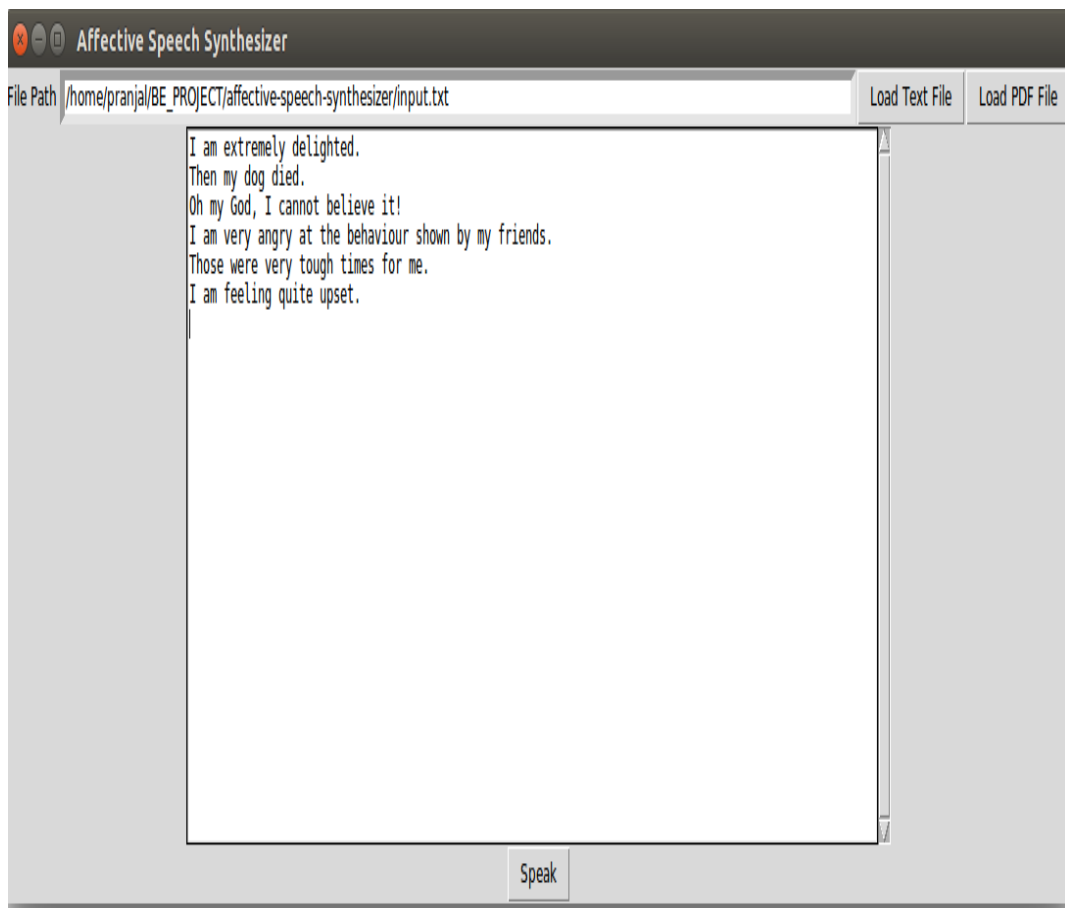 Affective Speech Synthesizer
File Path /home/pranjal/BE_PROJECT/affective-speech-synthesizer/input.txt Load Text File Load PDF File
I am extremely delighted.
Then my dog died.
Oh my God, I cannot believe it!
I am very angry at the behaviour shown by my friends.
Those were very tough times for me.
I am feeling quite upset.
Speak